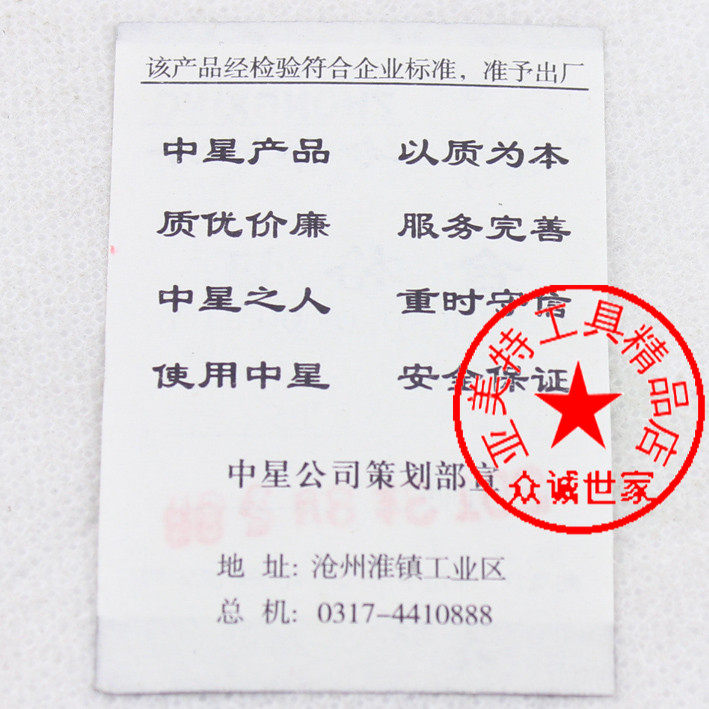 该产品经检验符合企业标准，准予出厂
中星产品 以质为本
质优价廉 服务完善
中星之人 重时守信
使用中星 安全保证
中星公司策划部宣
地 址: 沧州淮镇工业区
总 机: 0317-4410888
亚美特工具精品店
众诚世家